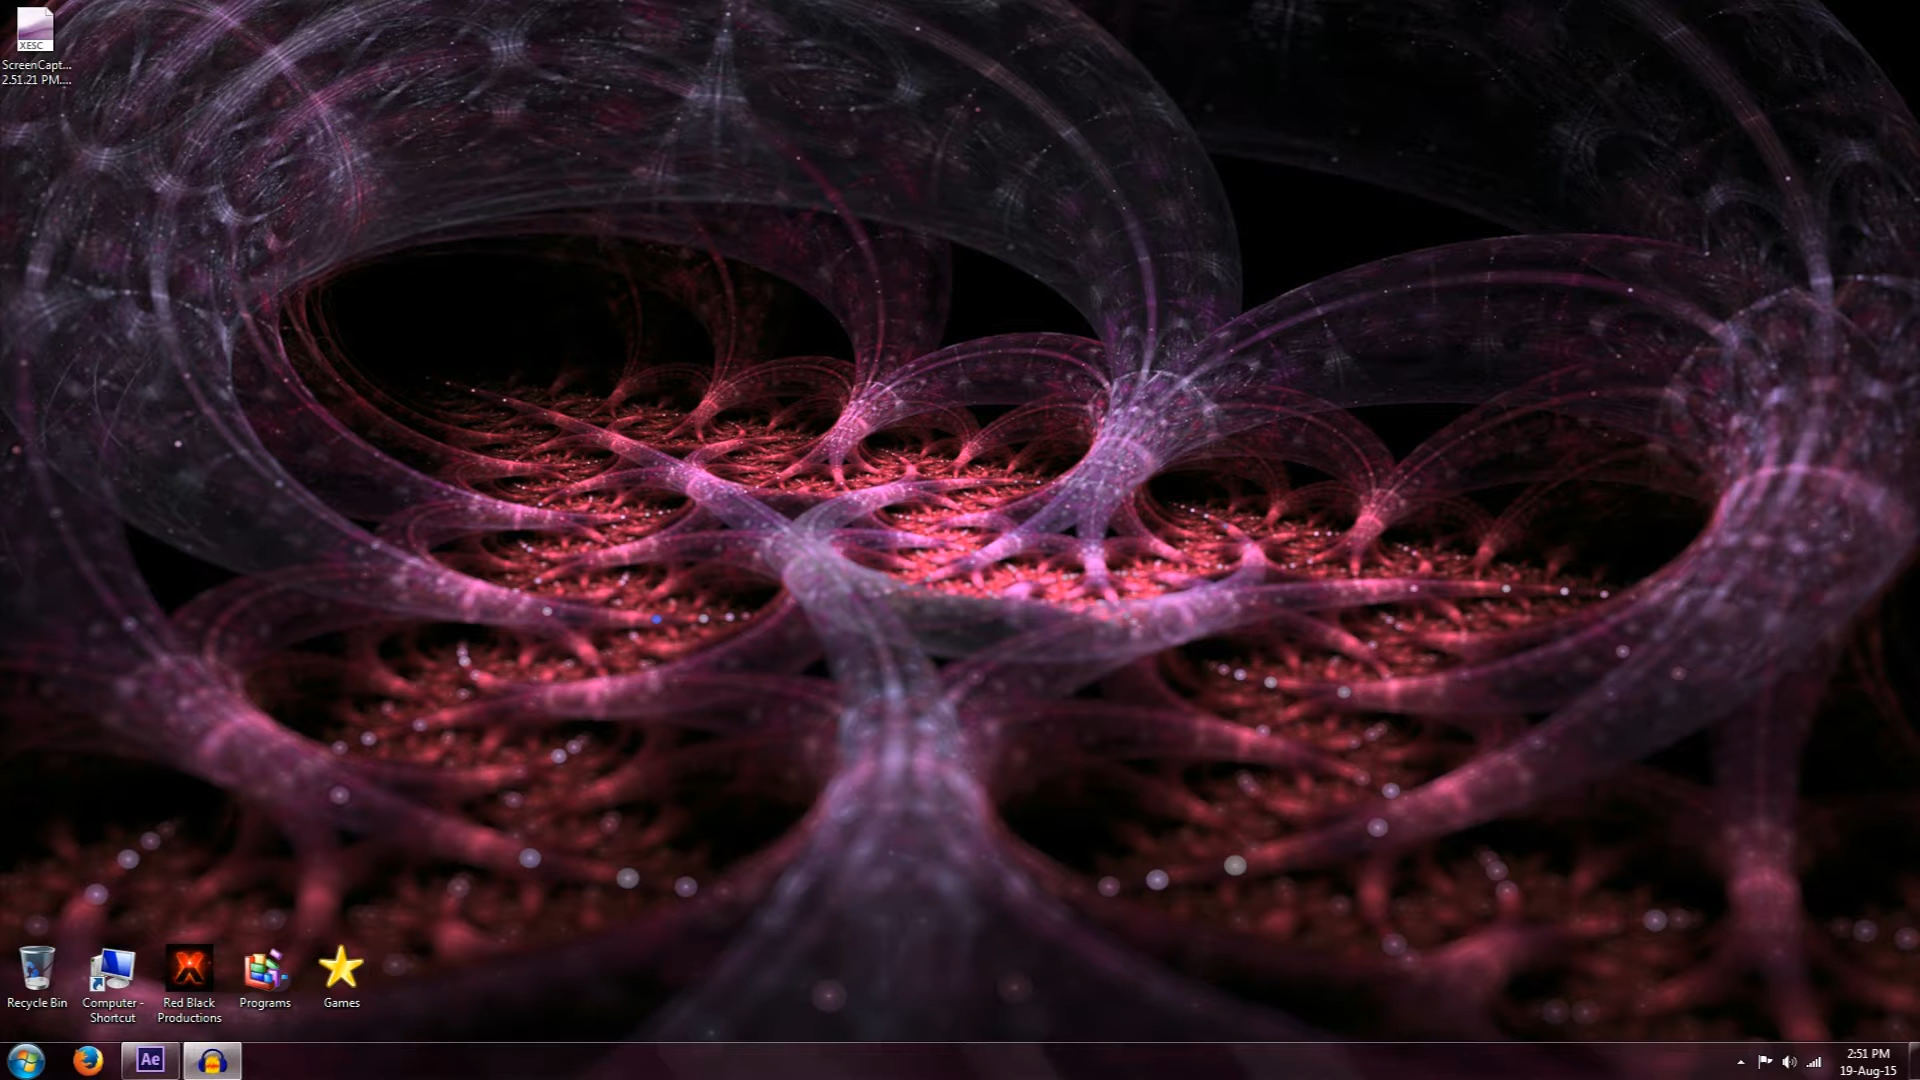 XESC
ScreenCapt...
2.51.21 PM....
Recycle Bin
Computer -
Shortcut
Red Black
Productions
Programs
Games
Ae
2:51 PM
19-Aug-15